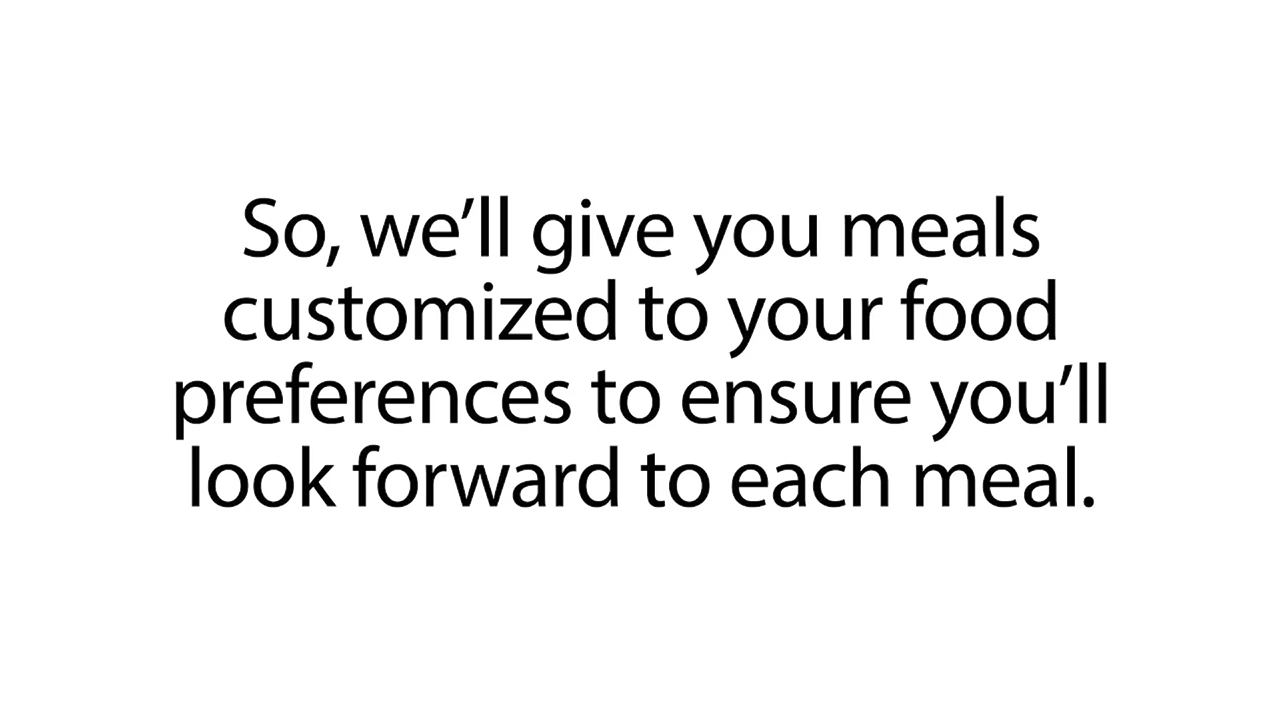 So, we’ll give you meals
customized to your food
preferences to ensure you’ll
look forward to each meal.